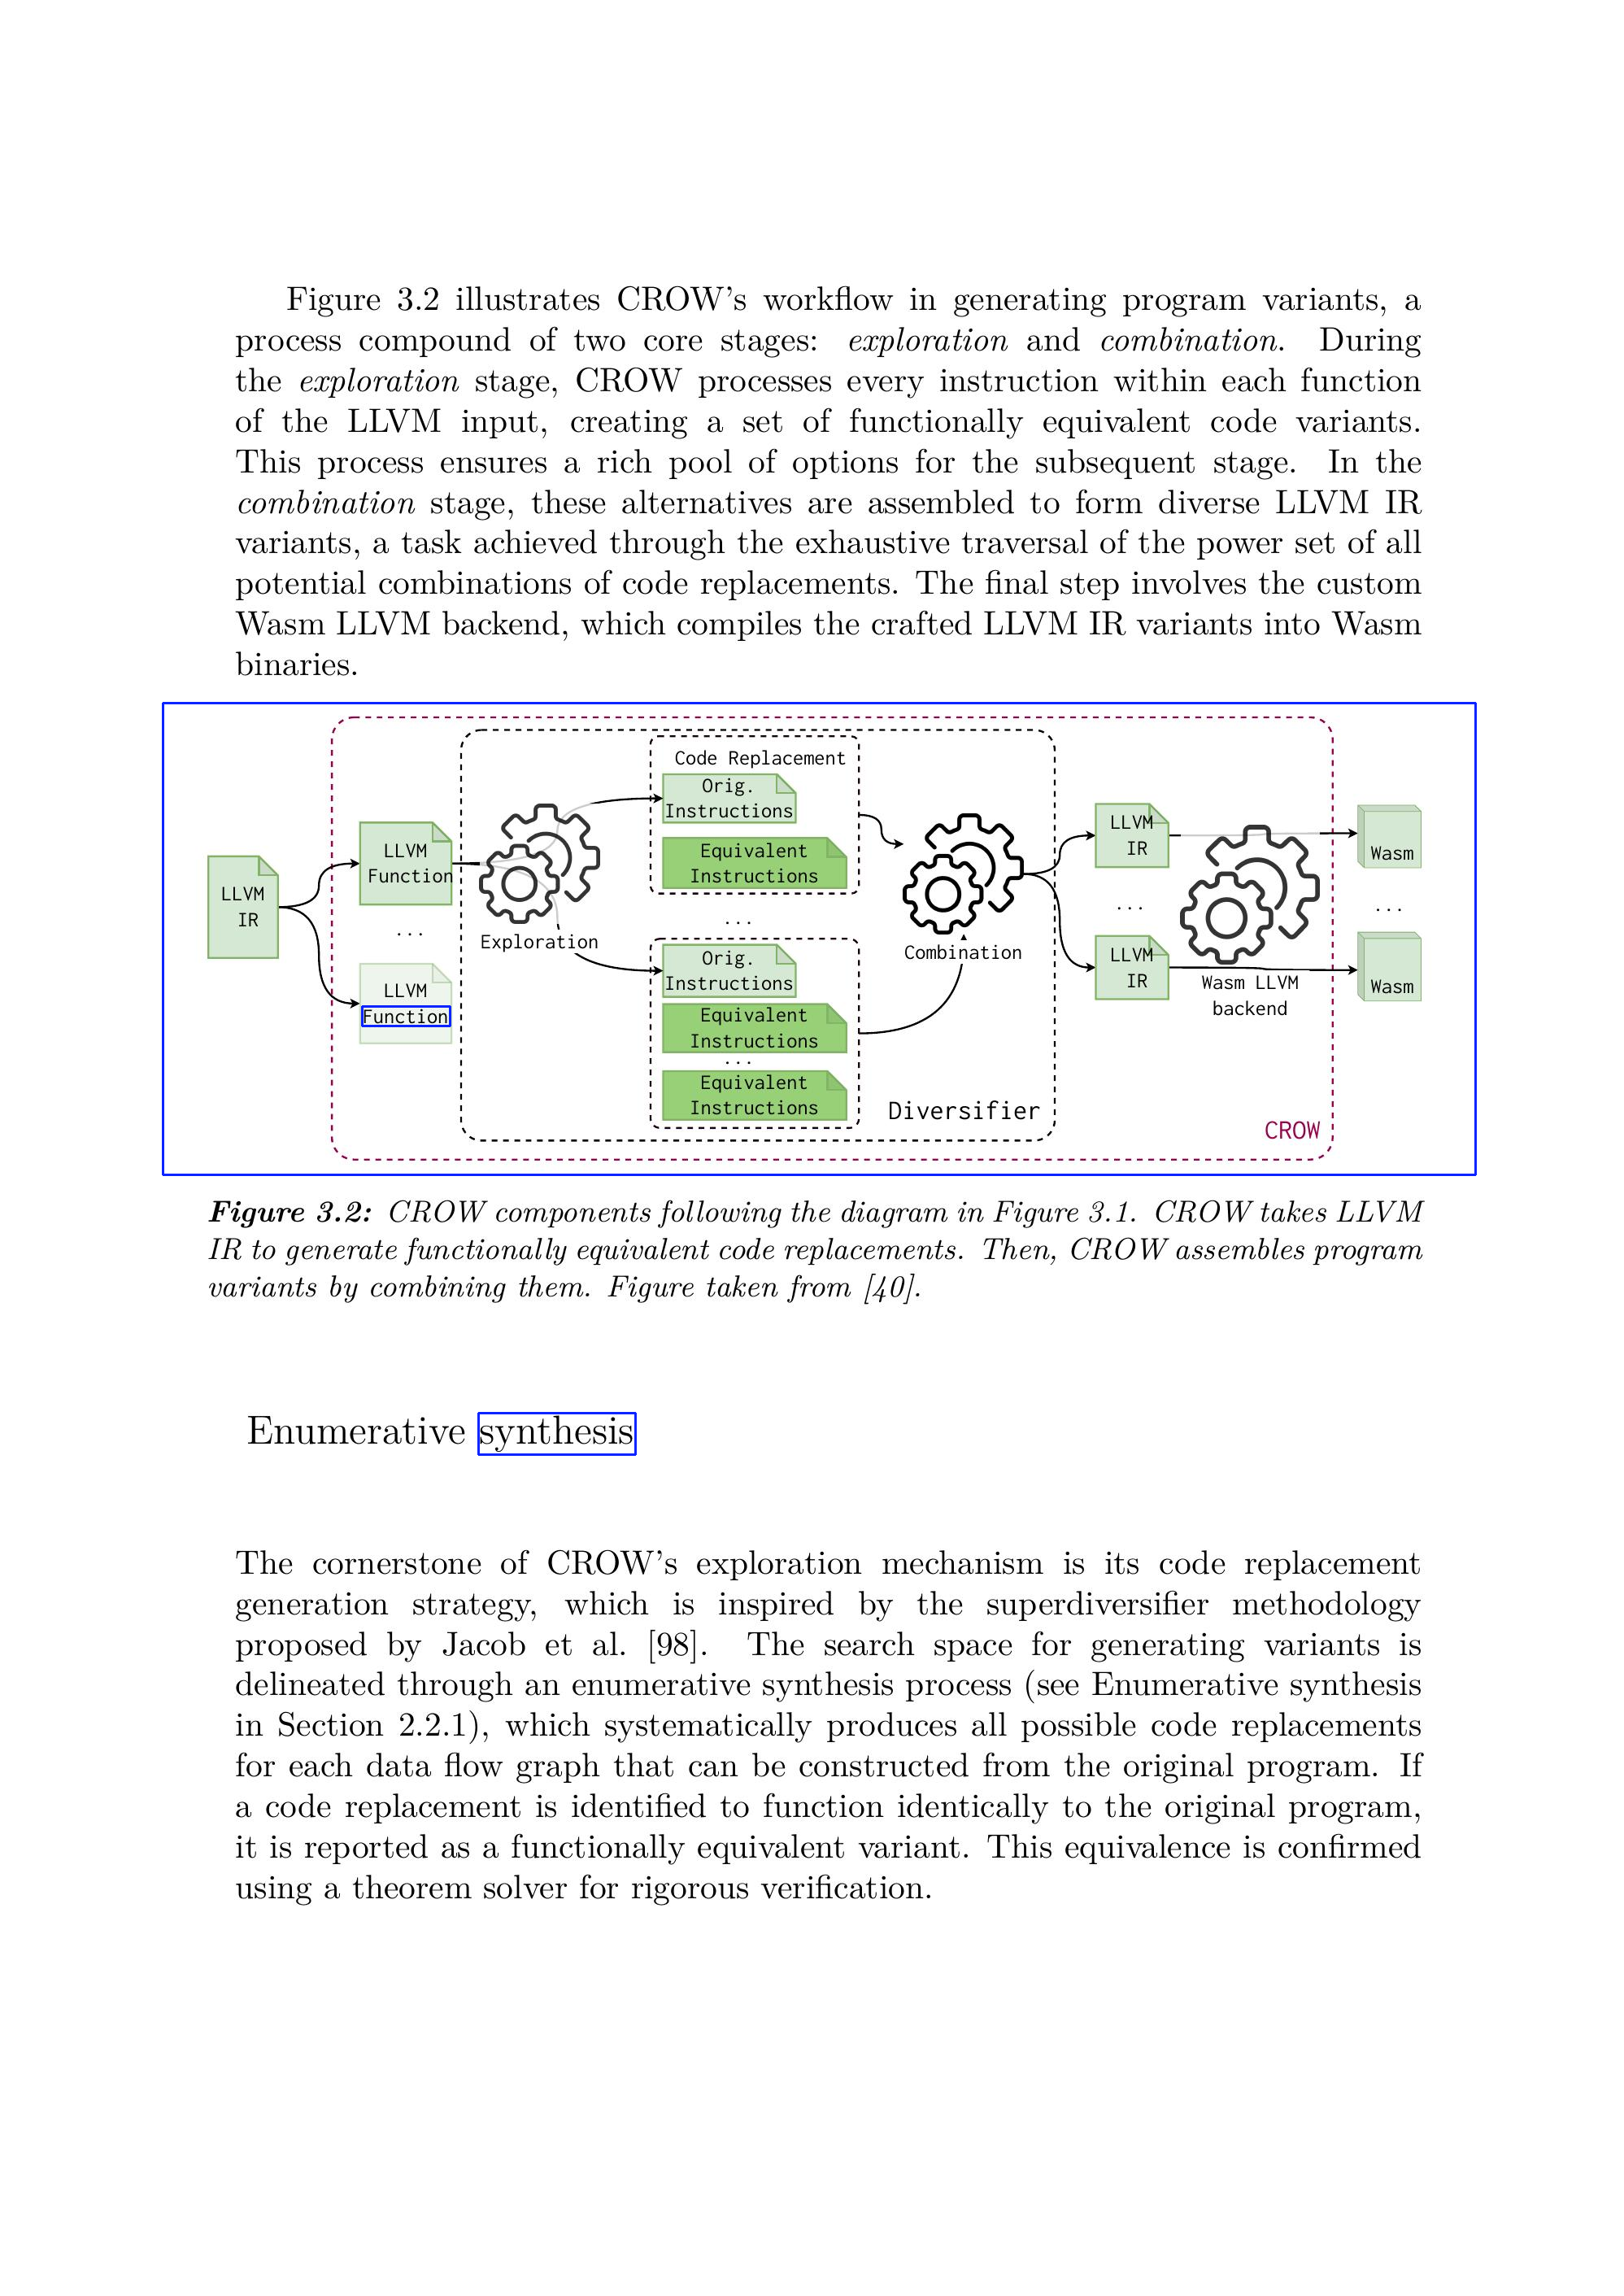 Figure 3.2 illustrates CROW's workflow in generating program variants, a
process compound of two core stages: exploration and combination. During
the exploration stage, CROW processes every instruction within each function
of the LLVM input, creating a set of functionally equivalent code variants.
This process ensures a rich pool of options for the subsequent stage. In the
combination stage, these alternatives are assembled to form diverse LLVM IR
variants, a task achieved through the exhaustive traversal of the power set of all
potential combinations of code replacements. The final step involves the custom
Wasm LLVM backend, which compiles the crafted LLVM IR variants into Wasm
binaries.
LLVM
IR
LLVM
Function
...
LLVM
Function
Exploration
Code Replacement
Orig.
Instructions
Equivalent
Instructions
...
Orig.
Instructions
Equivalent
Instructions
...
Equivalent
Instructions
Combination
Diversifier
LLVM
IR
...
LLVM
IR
Wasm LLVM
backend
CROW
Wasm
...
Wasm
Figure 3.2: CROW components following the diagram in Figure 3.1. CROW takes LLVM
IR to generate functionally equivalent code replacements. Then, CROW assembles program
variants by combining them. Figure taken from [40].
Enumerative synthesis
The cornerstone of CROW's exploration mechanism is its code replacement
generation strategy, which is inspired by the superdiversifier methodology
proposed by Jacob et al. [98]. The search space for generating variants is
delineated through an enumerative synthesis process (see Enumerative synthesis
in Section 2.2.1), which systematically produces all possible code replacements
for each data flow graph that can be constructed from the original program. If
a code replacement is identified to function identically to the original program,
it is reported as a functionally equivalent variant. This equivalence is confirmed
using a theorem solver for rigorous verification.